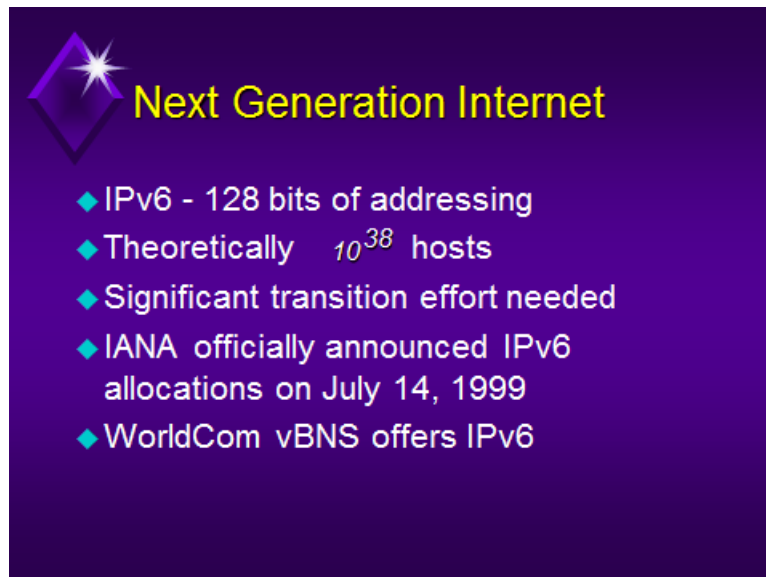 Next Generation Internet
IPv6 - 128 bits of addressing
Theoretically 10^38 hosts
Significant transition effort needed
IANA officially announced IPv6
allocations on July 14, 1999
WorldCom vBNS offers IPv6